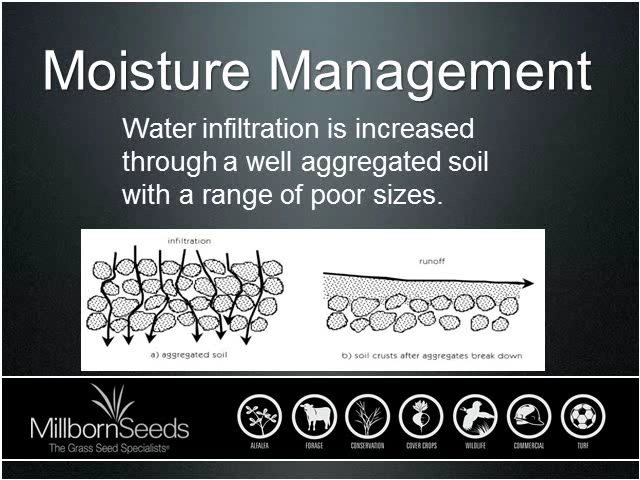 Moisture Management
Water infiltration is increased
through a well aggregated soil
with a range of poor sizes.
infiltration
runoff
a) aggregated soil
b) soil crusts after aggregates break down
MillbornSeeds
The Grass Seed Specialists®
ALFALFA
FORAGE
CONSERVATION
COVER CROPS
WILDLIFE
COMMERCIAL
TURF